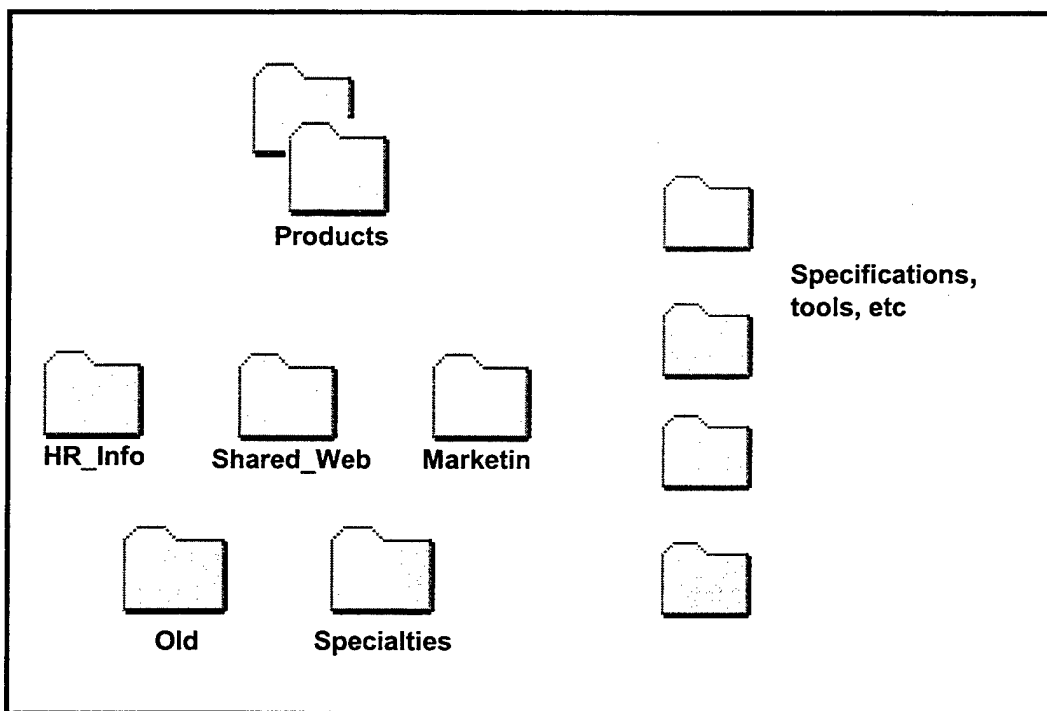 Products
Specifications,
tools, etc
HR_Info
Shared_Web
Marketin
Old
Specialties